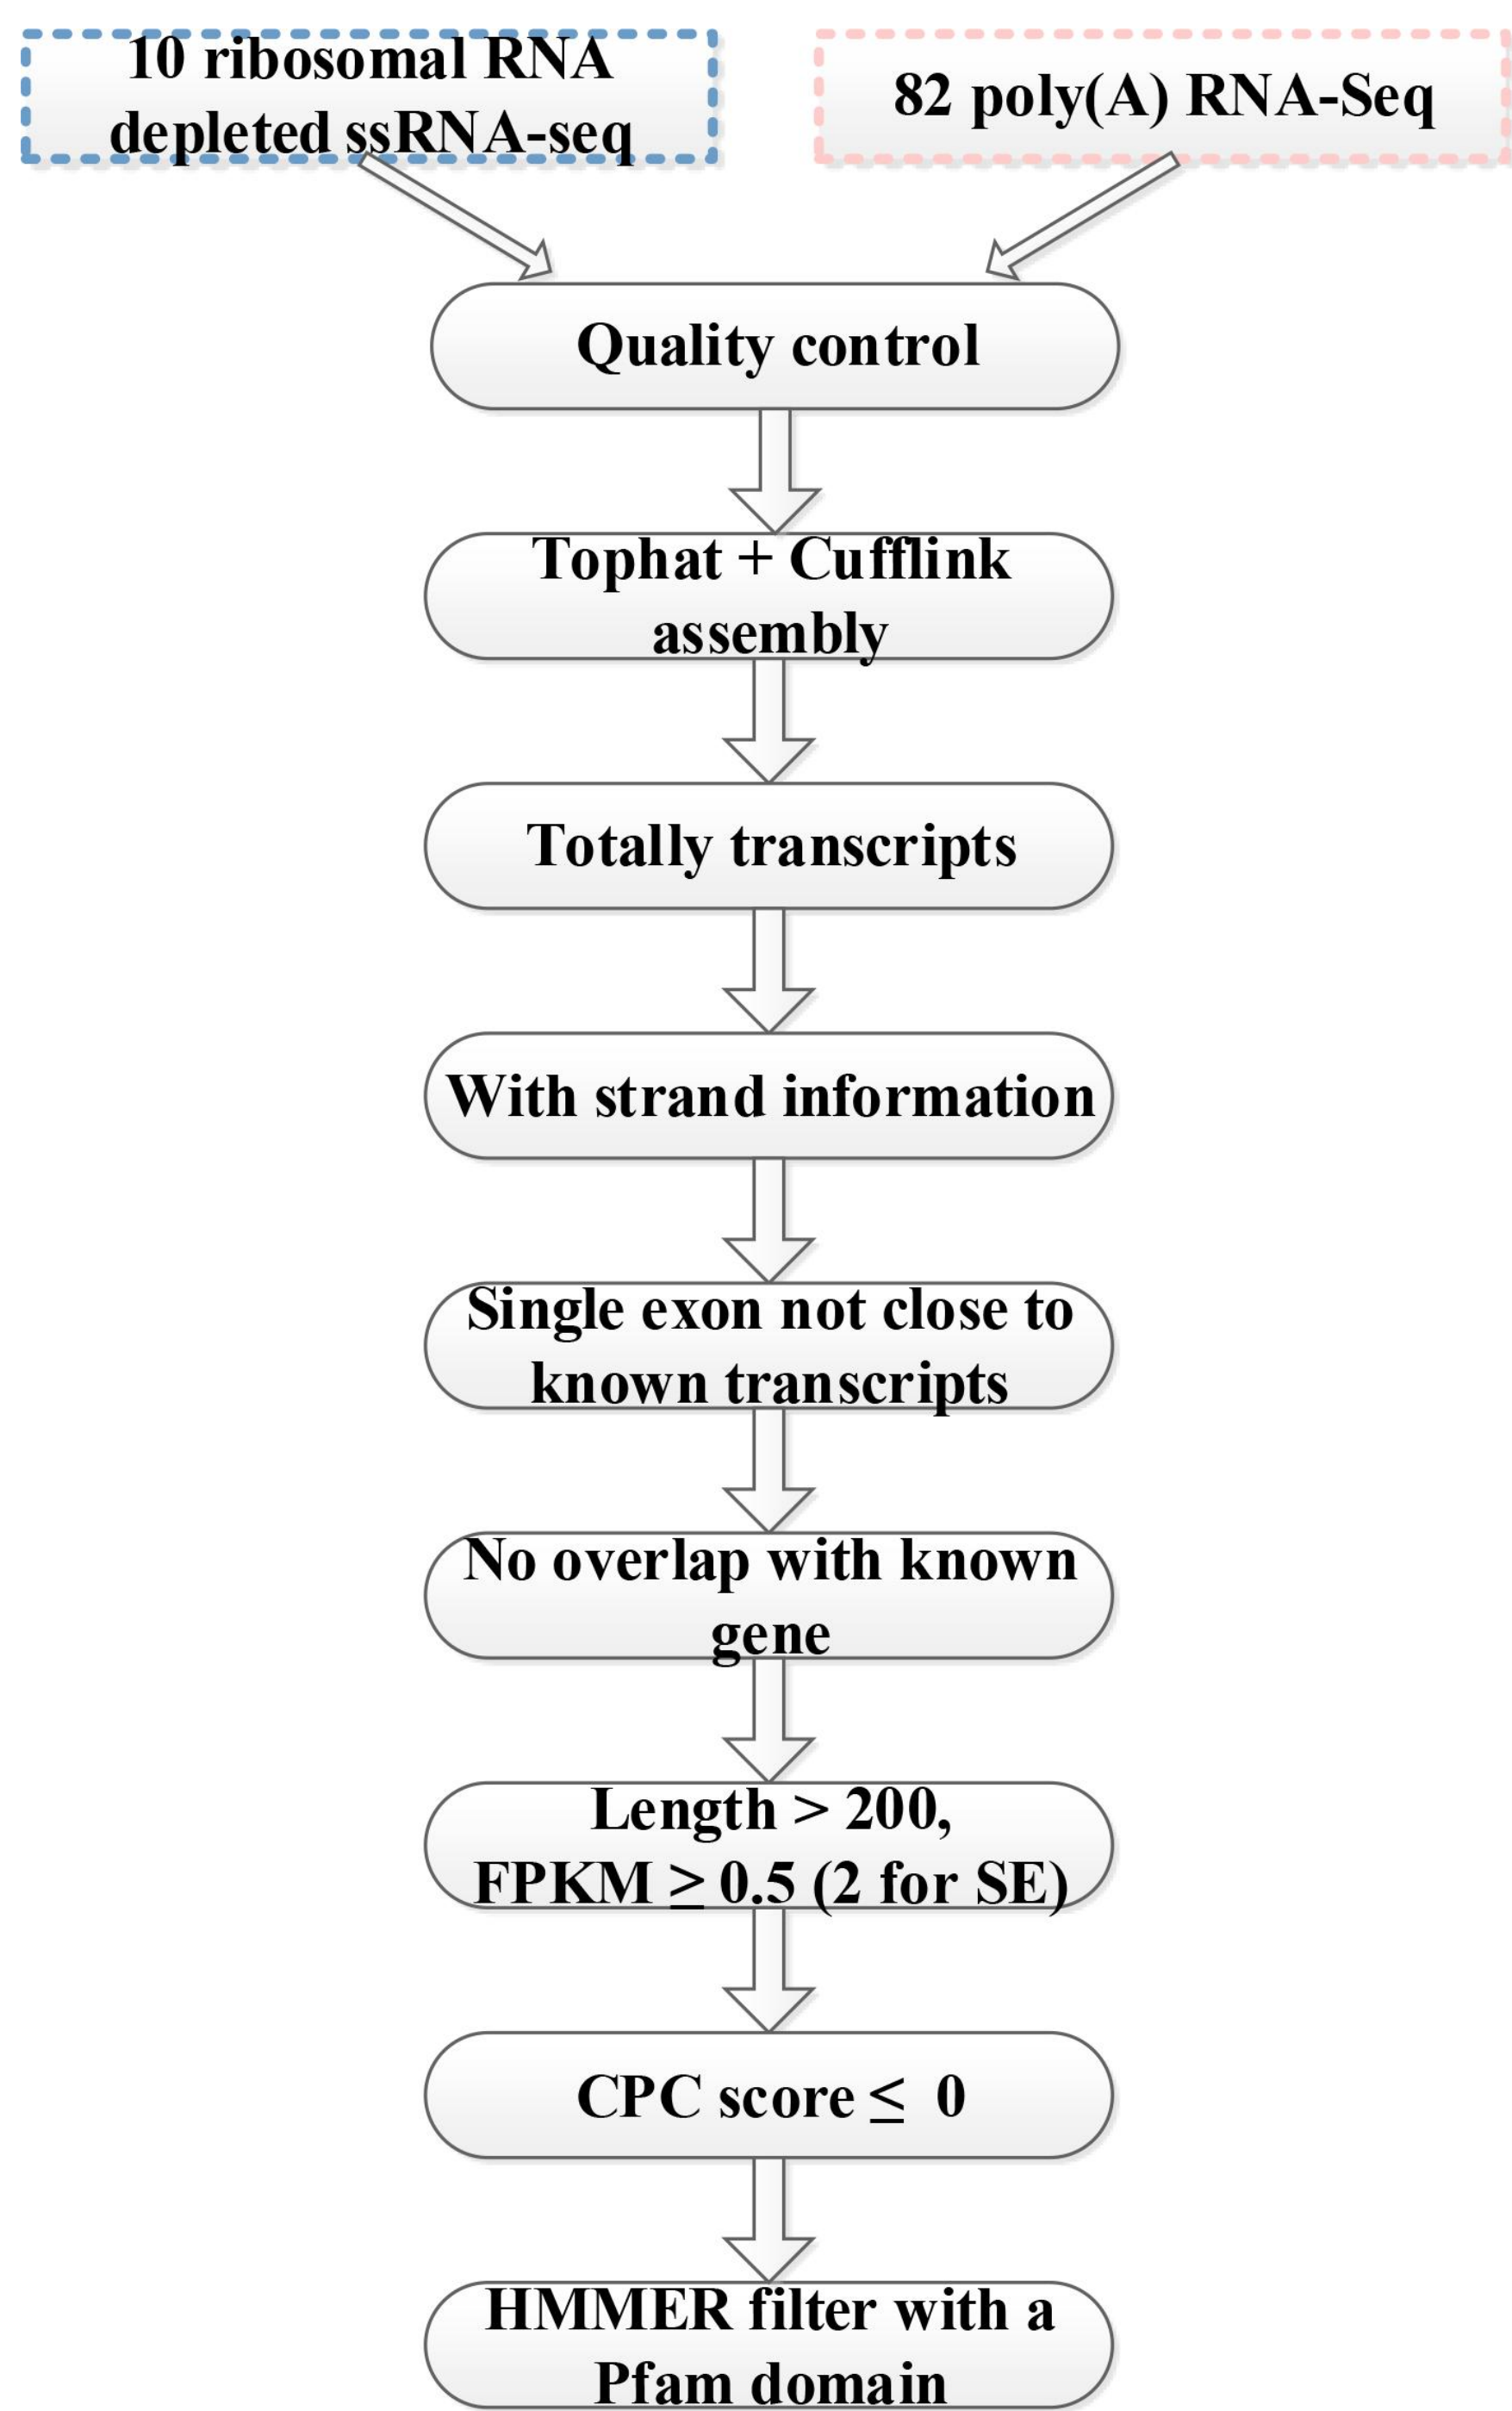 10 ribosomal RNA
depleted ssRNA-seq
82 poly(A) RNA-Seq
Quality control
Tophat + Cufflink
assembly
Totally transcripts
With strand information
Single exon not close to
known transcripts
No overlap with known
gene
Length > 200,
FPKM ≥ 0.5 (2 for SE)
CPC score ≤ 0
HMMER filter with a
Pfam domain